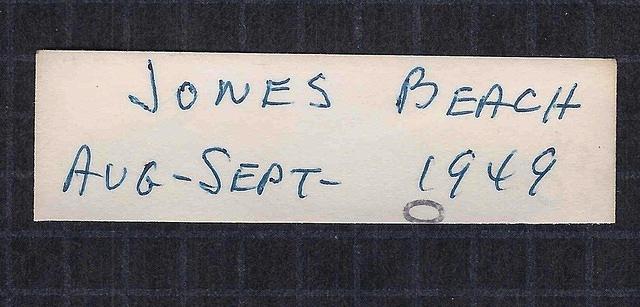 JONES BEACH
AUG-SEPT- 1949